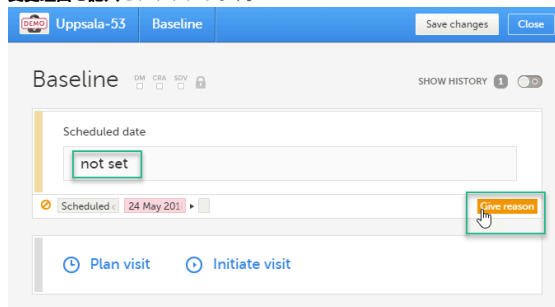 DEMO Uppsala-53 Baseline Save changes Close
Baseline DM CRA SDV SHOW HISTORY 1
Scheduled date
not set
Scheduled 24 May 201 Give reason
Plan visit Initiate visit